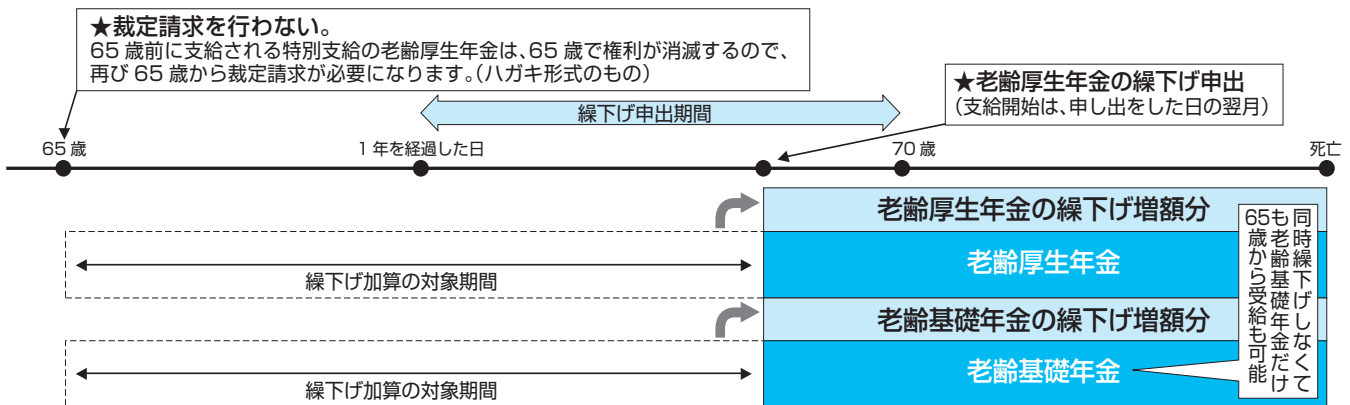 ★裁定請求を行わない。
65 歳前に支給される特別支給の老齢厚生年金は、65 歳で権利が消滅するので、
再び 65 歳から裁定請求が必要になります。（ハガキ形式のもの）
★老齢厚生年金の繰下げ申出
（支給開始は、申し出をした日の翌月）
繰下げ申出期間
65 歳
1 年を経過した日
70 歳
死亡
老齢厚生年金の繰下げ増額分
老齢厚生年金
繰下げ加算の対象期間
老齢基礎年金の繰下げ増額分
老齢基礎年金
繰下げ加算の対象期間
同時繰下げしなくて
も老齢基礎年金だけ
65歳から受給も可能